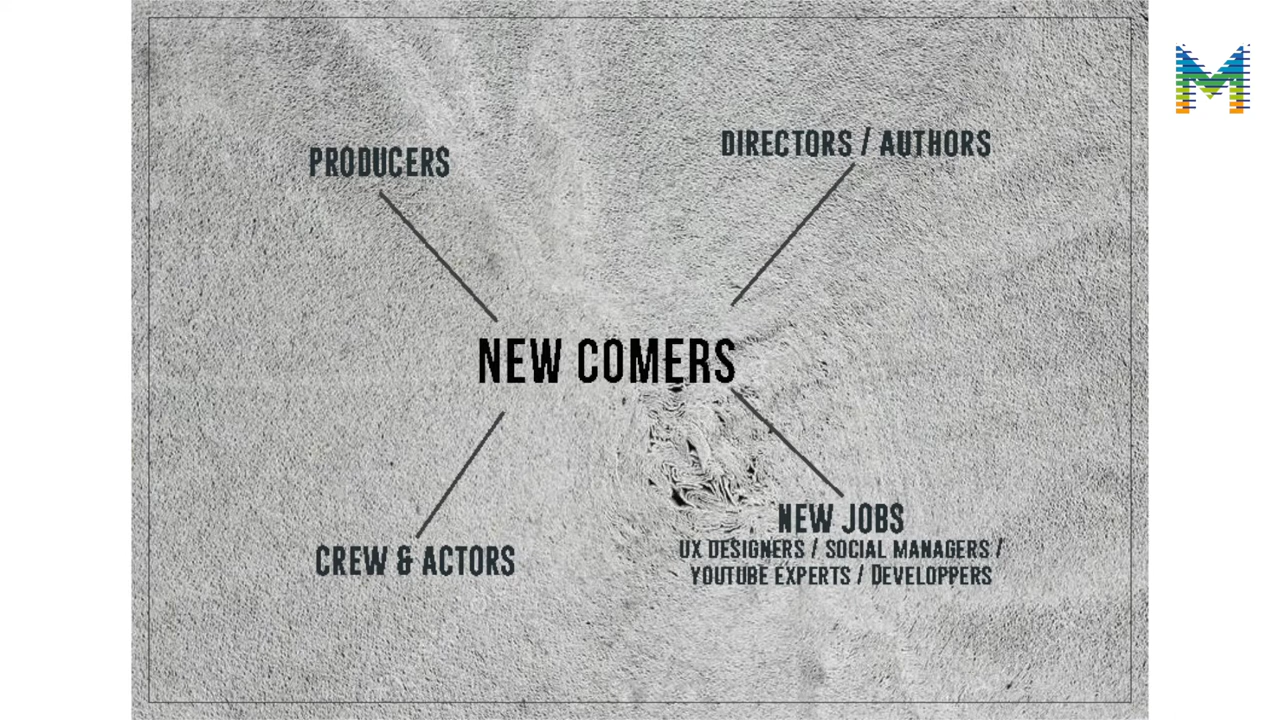 PRODUCERS
DIRECTORS / AUTHORS
NEW COMERS
CREW & ACTORS
NEW JOBS
UX DESIGNERS / SOCIAL MANAGERS /
YOUTUBE EXPERTS / DEVELOPPERS
M